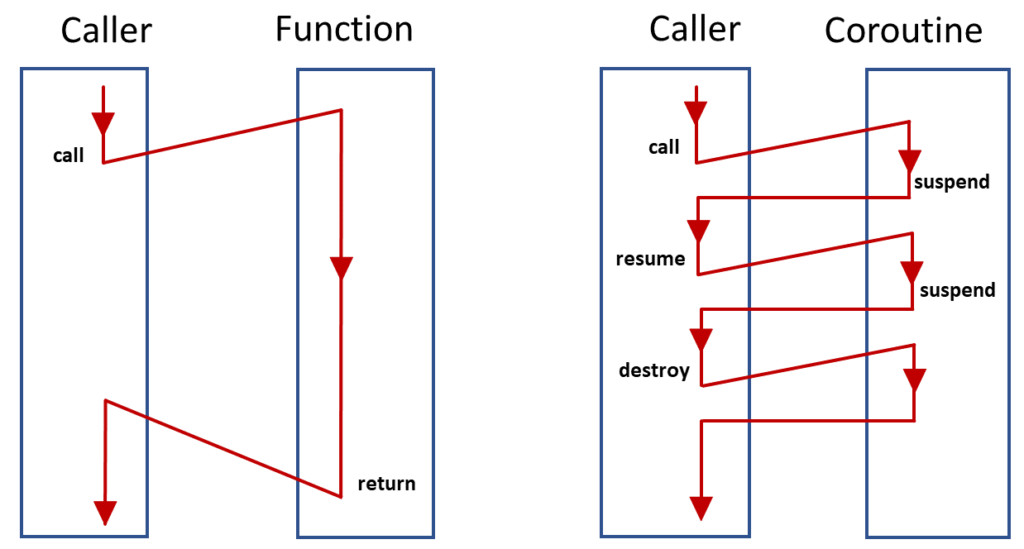 Caller
Function
call
return
Caller
Coroutine
call
suspend
resume
suspend
destroy